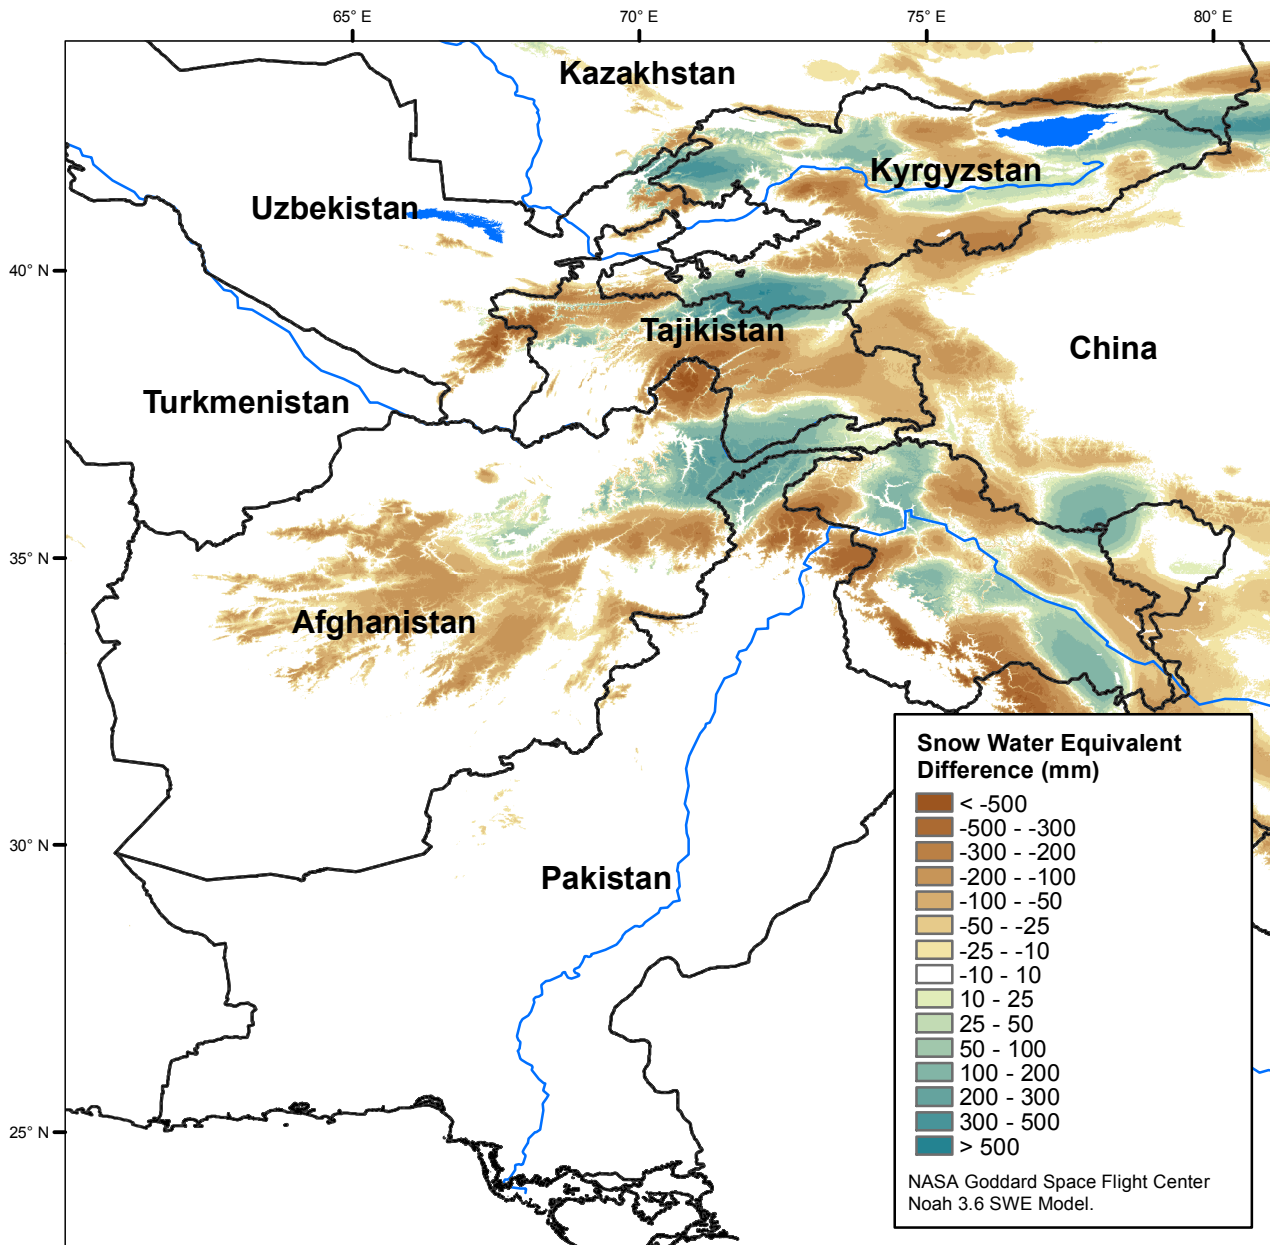 65° E
70° E
75° E
80° E
Kazakhstan
Kyrgyzstan
Uzbekistan
40° N
Tajikistan
China
Turkmenistan
35° N
Afghanistan
30° N
Pakistan
25° N
Snow Water Equivalent
Difference (mm)
< -500
-500 - -300
-300 - -200
-200 - -100
-100 - -50
-50 - -25
-25 - -10
-10 - 10
10 - 25
25 - 50
50 - 100
100 - 200
200 - 300
300 - 500
> 500
NASA Goddard Space Flight Center
Noah 3.6 SWE Model.